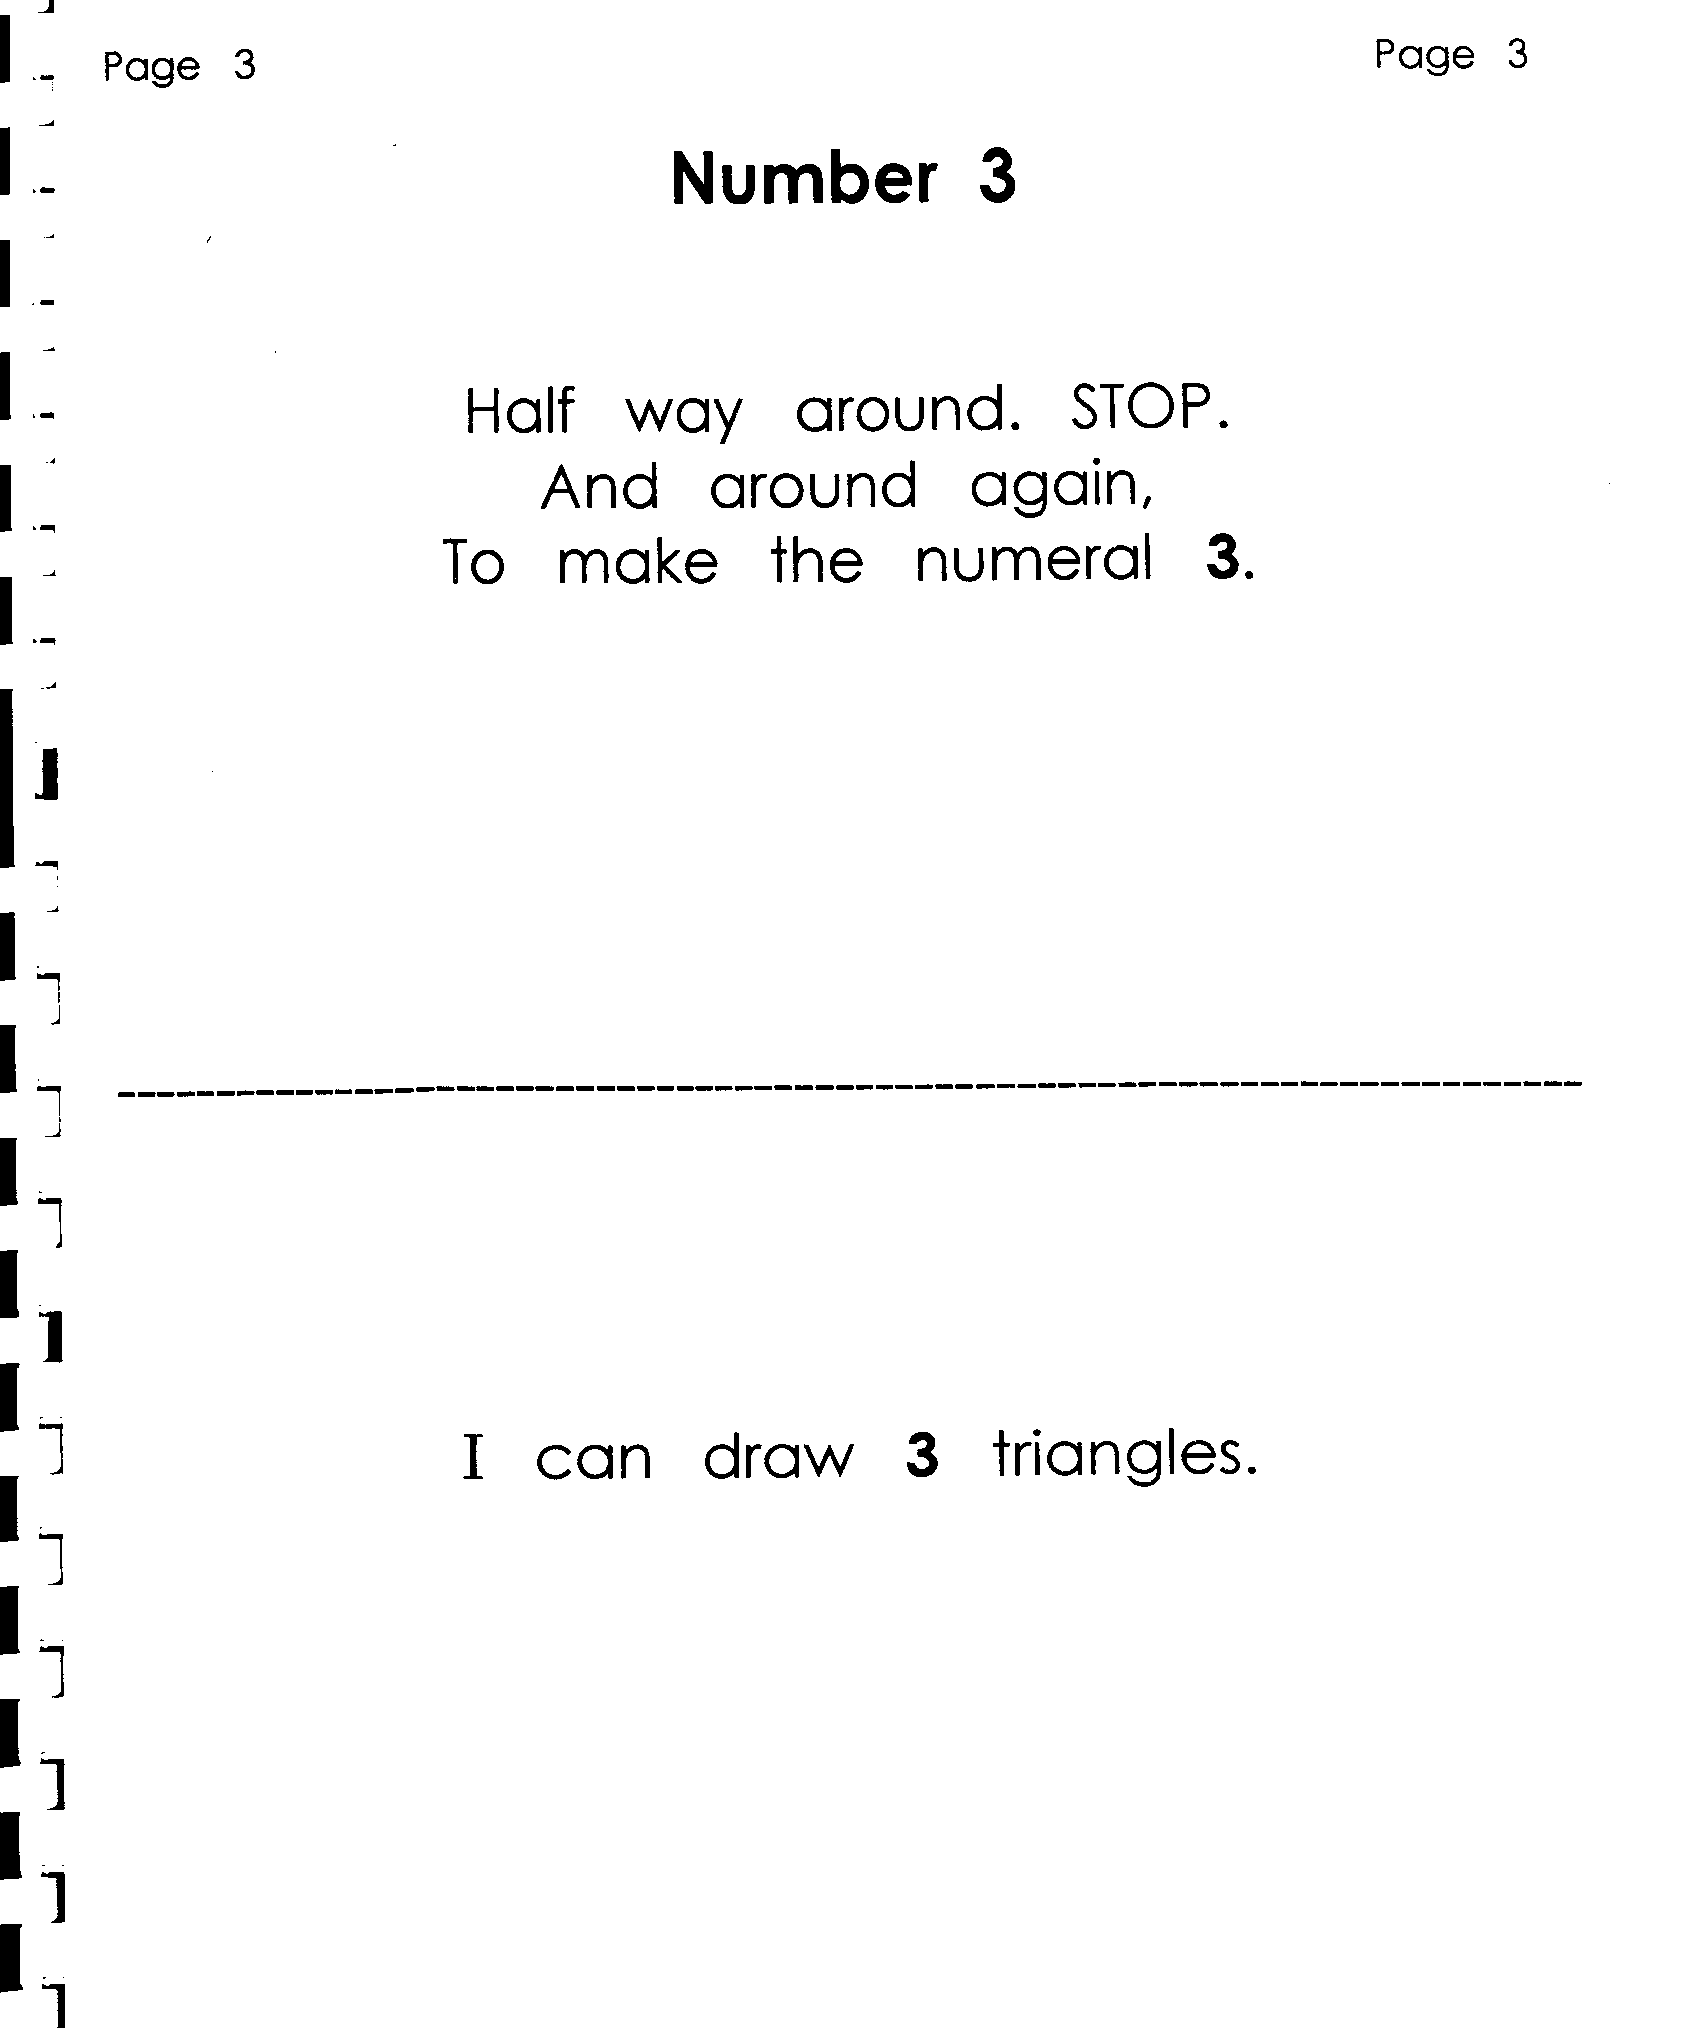 Page 3
Page 3
Number 3
Half way around. STOP.
And around again,
To make the numeral 3.
I can draw 3 triangles.